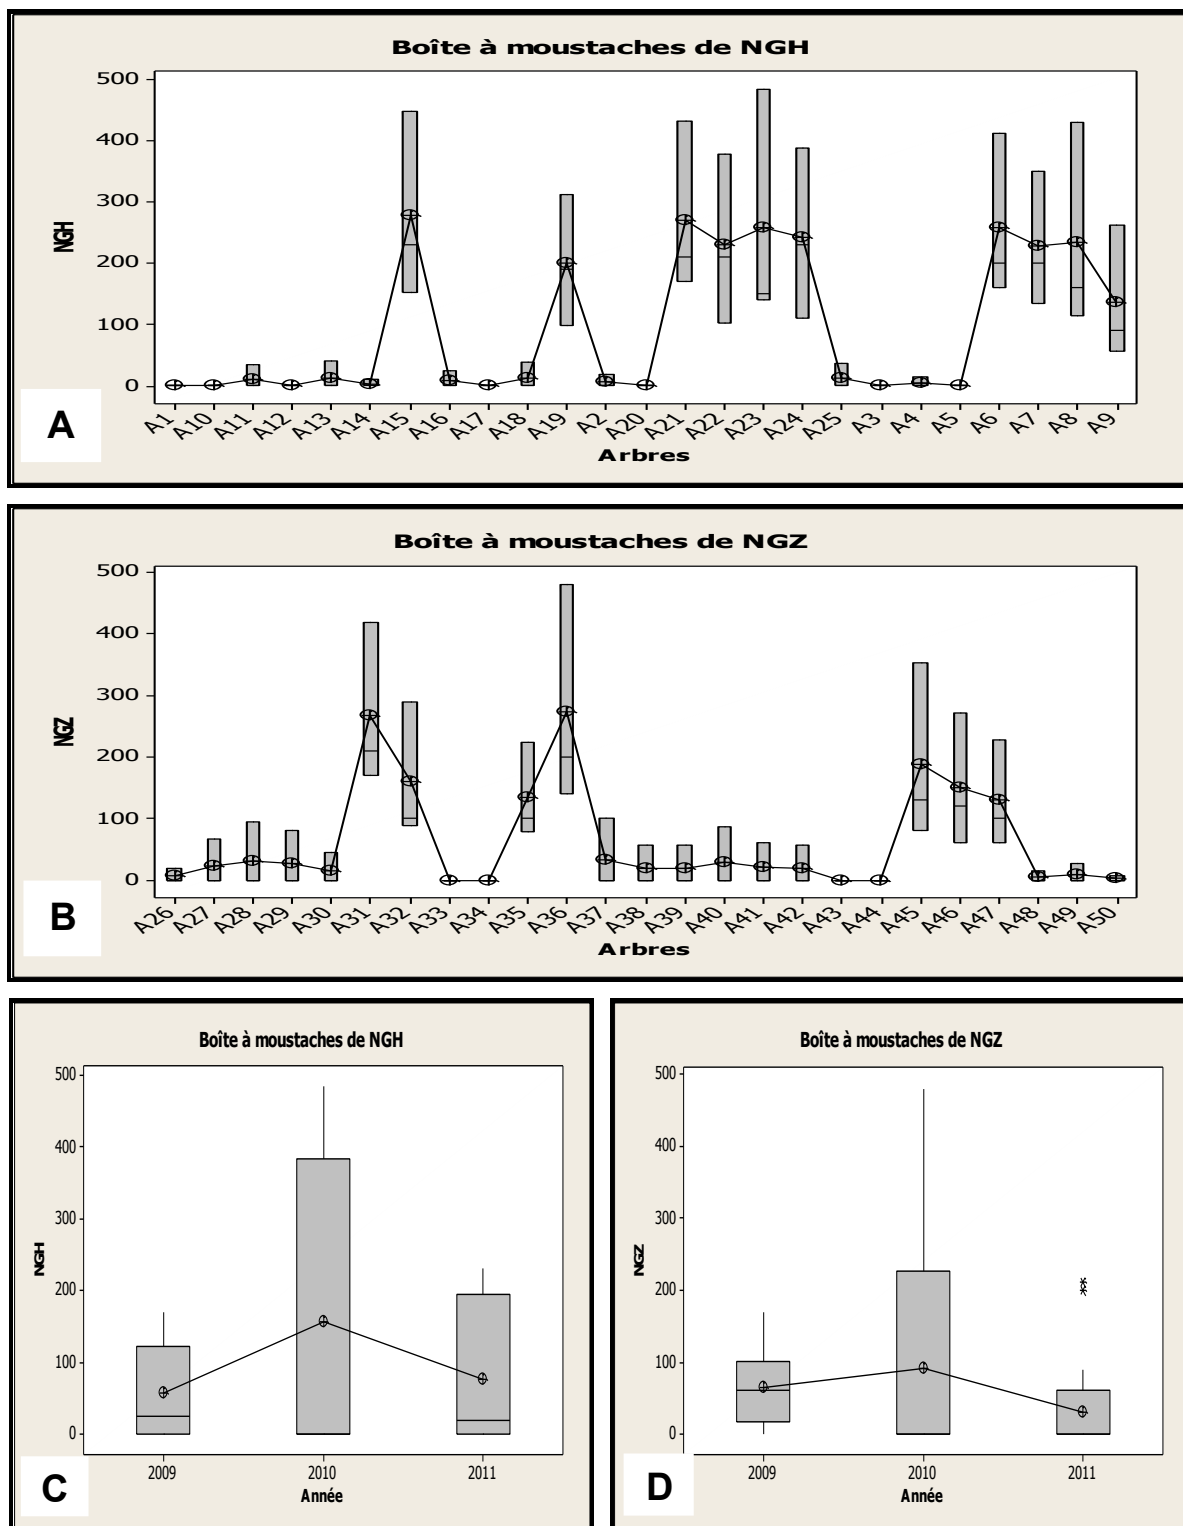 Boîte à moustaches de NGH
500
400
300
200
100
0
NGH
A1 A10 A11 A12 A13 A14 A15 A16 A17 A18 A19 A2 A20 A21 A22 A23 A24 A25 A3 A4 A5 A6 A7 A8 A9
Arbres
A
Boîte à moustaches de NGZ
500
400
300
200
100
0
NGZ
A26 A27 A28 A29 A30 A31 A32 A33 A34 A35 A36 A37 A38 A39 A40 A41 A42 A43 A44 A45 A46 A47 A48 A49 A50
Arbres
B
Boîte à moustaches de NGH
500
400
300
200
100
0
NGH
2009 2010 2011
Année
C
Boîte à moustaches de NGZ
500
400
300
200
100
0
NGZ
2009 2010 2011
Année
D